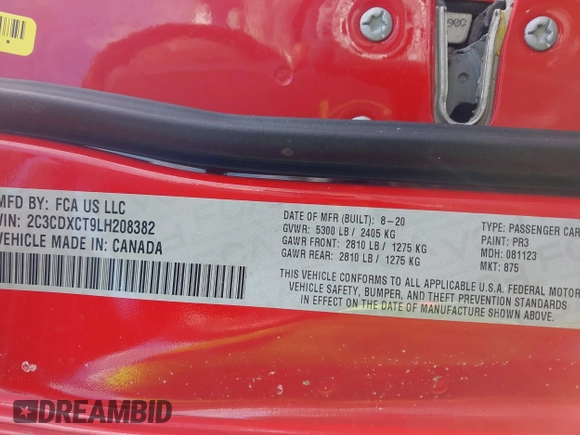 MFD BY: FCA US LLC
VIN: 2C3CDXCT9LH208382
VEHICLE MADE IN: CANADA
DATE OF MFR (BUILT): 8-20
GVWR: 5300 LB / 2405 KG
GAWR FRONT: 2810 LB / 1275 KG
GAWR REAR: 2810 LB / 1275 KG
TYPE: PASSENGER CAR
PAINT: PR3
MDH: 081123
MKT: 875
THIS VEHICLE CONFORMS TO ALL APPLICABLE U.S.A. FEDERAL MOTOR
VEHICLE SAFETY, BUMPER, AND THEFT PREVENTION STANDARDS
IN EFFECT ON THE DATE OF MANUFACTURE SHOWN ABOVE.
DREAMBID